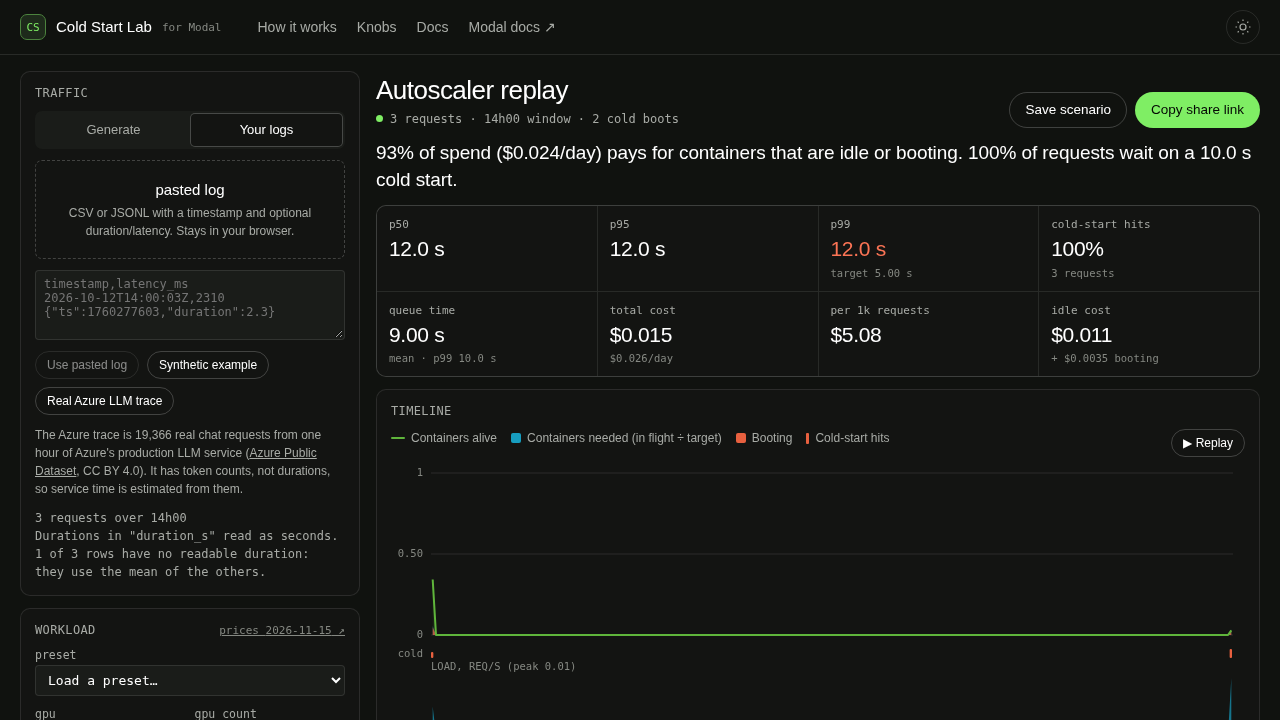 CS Cold Start Lab for Modal How it works Knobs Docs Modal docs ↗
TRAFFIC
Generate Your logs
pasted log
CSV or JSONL with a timestamp and optional
duration/latency. Stays in your browser.
timestamp,latency_ms
2026-10-12T14:00:03Z,2310
{"ts":1760277603,"duration":2.3}
Use pasted log Synthetic example
Real Azure LLM trace
The Azure trace is 19,366 real chat requests from one
hour of Azure's production LLM service (Azure Public
Dataset, CC BY 4.0). It has token counts, not durations,
so service time is estimated from them.
3 requests over 14h00
Durations in "duration_s" read as seconds.
1 of 3 rows have no readable duration:
they use the mean of the others.
WORKLOAD prices 2026-11-15 ↗
preset
Load a preset…
gpu gpu count
Autoscaler replay
3 requests · 14h00 window · 2 cold boots
Save scenario Copy share link
93% of spend ($0.024/day) pays for containers that are idle or booting. 100% of requests wait on a 10.0 s
cold start.
p50 p95 p99 cold-start hits
12.0 s 12.0 s 12.0 s 100%
target 5.00 s 3 requests
queue time total cost per 1k requests idle cost
9.00 s $0.015 $5.08 $0.011
mean · p99 10.0 s $0.026/day + $0.0035 booting
TIMELINE
Containers alive Containers needed (in flight ÷ target) Booting Cold-start hits
▶ Replay
1
0.50
0
cold
LOAD, REQ/S (peak 0.01)